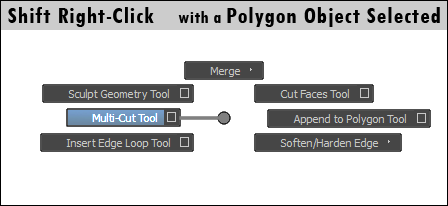 Shift Right-Click with a Polygon Object Selected
Merge
Sculpt Geometry Tool Cut Faces Tool
Multi-Cut Tool Append to Polygon Tool
Insert Edge Loop Tool Soften/Harden Edge